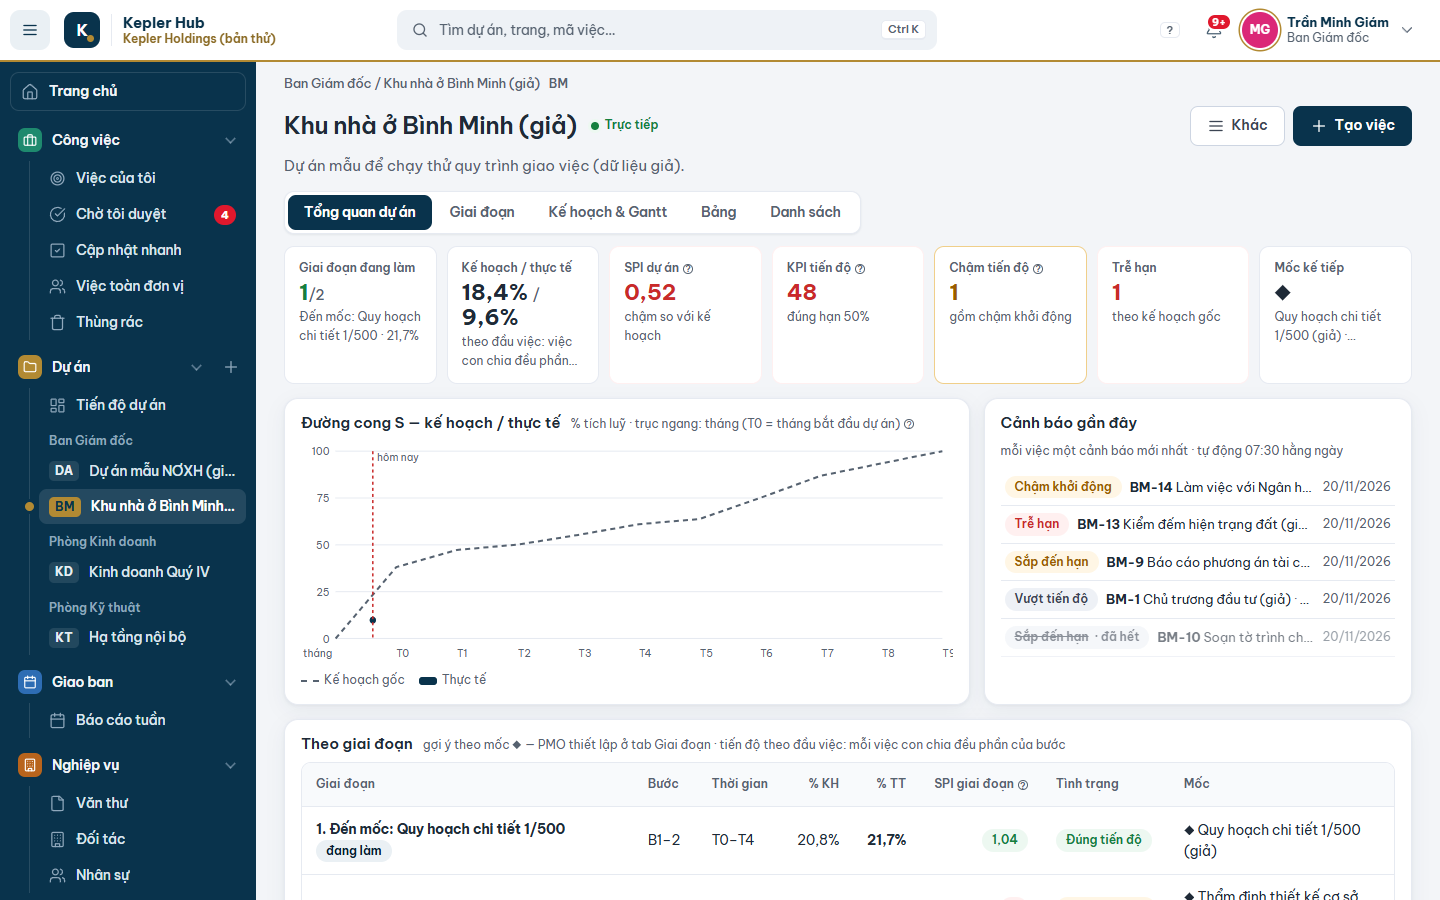 K
Kepler Hub
Kepler Holdings (bản thử)
Tìm dự án, trang, mã việc...
Ctrl K
?
9+
MG
Trần Minh Giám
Ban Giám đốc
Trang chủ
Công việc
Việc của tôi
Chờ tôi duyệt
4
Cập nhật nhanh
Việc toàn đơn vị
Thùng rác
Dự án
Tiến độ dự án
Ban Giám đốc
DA Dự án mẫu NƠXH (gi...
BM Khu nhà ở Bình Minh...
Phòng Kinh doanh
KD Kinh doanh Quý IV
Phòng Kỹ thuật
KT Hạ tầng nội bộ
Giao ban
Báo cáo tuần
Nghiệp vụ
Văn thư
Đối tác
Nhân sự
Ban Giám đốc / Khu nhà ở Bình Minh (giả) BM
Khu nhà ở Bình Minh (giả)
Trực tiếp
Khác
Tạo việc
Dự án mẫu để chạy thử quy trình giao việc (dữ liệu giả).
Tổng quan dự án
Giai đoạn
Kế hoạch & Gantt
Bảng
Danh sách
Giai đoạn đang làm
1/2
Đến mốc: Quy hoạch
chi tiết 1/500 · 21,7%
Kế hoạch / thực tế
18,4% /
9,6%
theo đầu việc: việc
con chia đều phần...
SPI dự án ?
0,52
chậm so với kế
hoạch
KPI tiến độ ?
48
đúng hạn 50%
Chậm tiến độ ?
1
gồm chậm khởi động
Trễ hạn
1
theo kế hoạch gốc
Mốc kế tiếp
◆
Quy hoạch chi tiết
1/500 (giả) ·...
Đường cong S — kế hoạch / thực tế % tích luỹ · trục ngang: tháng (T0 = tháng bắt đầu dự án) ?
100
75
50
25
0
hôm nay
tháng T0 T1 T2 T3 T4 T5 T6 T7 T8 T9
Kế hoạch gốc
Thực tế
Cảnh báo gần đây
mỗi việc một cảnh báo mới nhất · tự động 07:30 hằng ngày
Chậm khởi động BM-14 Làm việc với Ngân h... 20/11/2026
Trễ hạn BM-13 Kiểm đếm hiện trạng đất (gi... 20/11/2026
Sắp đến hạn BM-9 Báo cáo phương án tài c... 20/11/2026
Vượt tiến độ BM-1 Chủ trương đầu tư (giả) · ... 20/11/2026
Sắp đến hạn · đã hết BM-10 Soạn tờ trình ch... 20/11/2026
Theo giai đoạn gợi ý theo mốc ◆ — PMO thiết lập ở tab Giai đoạn · tiến độ theo đầu việc: mỗi việc con chia đều phần của bước
Giai đoạn Bước Thời gian % KH % TT SPI giai đoạn ? Tình trạng Mốc
1. Đến mốc: Quy hoạch chi tiết 1/500
đang làm
B1–2 T0–T4 20,8% 21,7% 1,04 Đúng tiến độ
◆ Quy hoạch chi tiết 1/500
(giả)
◆ Thẩm định thiết kế cơ sở